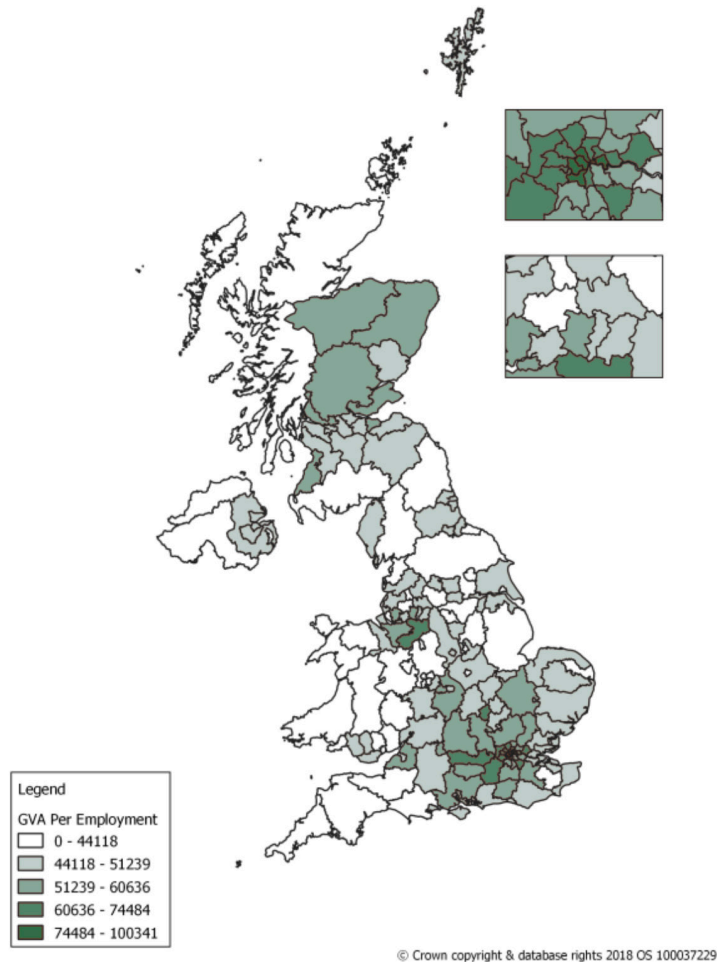 Legend
GVA Per Employment
0 - 44118
44118 - 51239
51239 - 60636
60636 - 74484
74484 - 100341
© Crown copyright & database rights 2018 OS 100037229